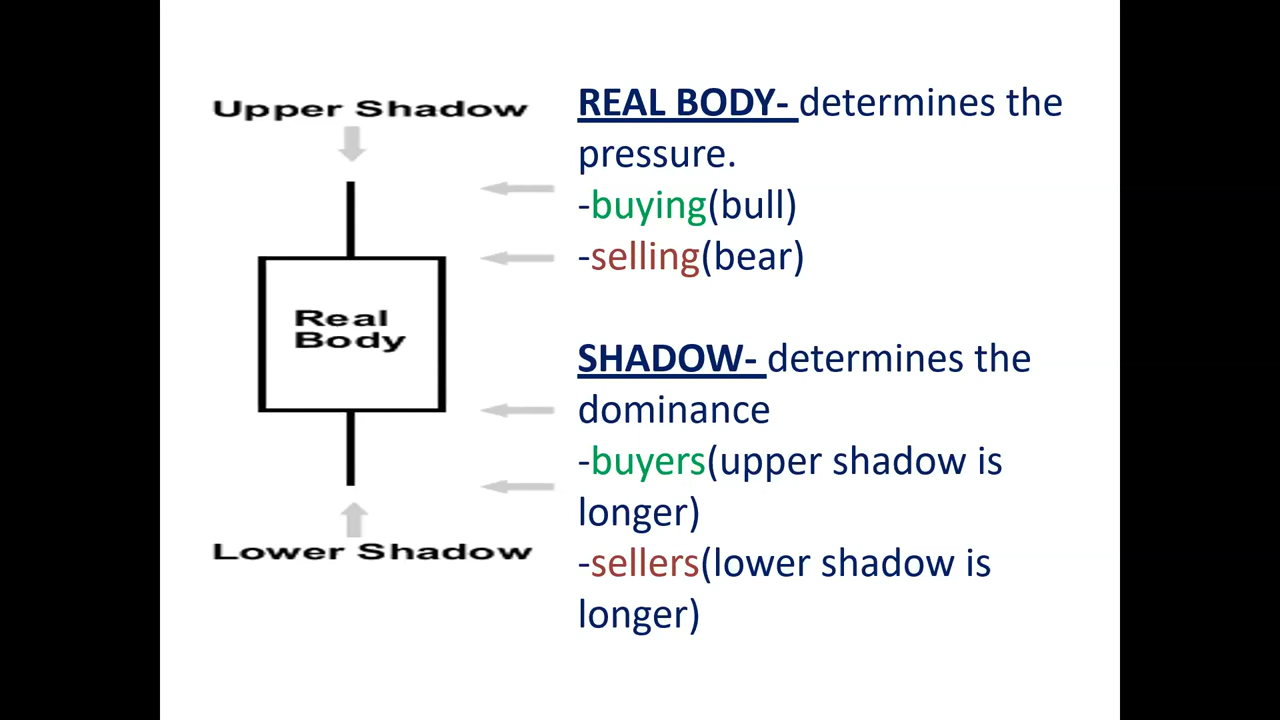 Upper Shadow
Real
Body
Lower Shadow
REAL BODY- determines the
pressure.
-buying(bull)
-selling(bear)
SHADOW- determines the
dominance
-buyers(upper shadow is
longer)
-sellers(lower shadow is
longer)